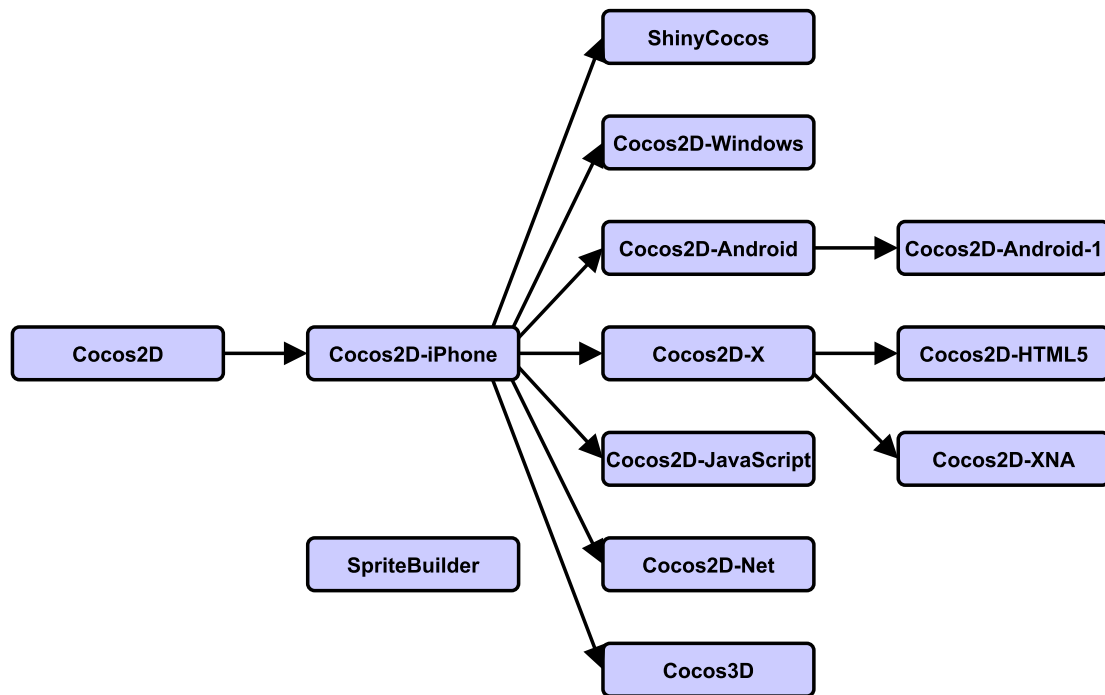 ShinyCocos
Cocos2D-Windows
Cocos2D-Android
Cocos2D-Android-1
Cocos2D
Cocos2D-iPhone
Cocos2D-X
Cocos2D-HTML5
Cocos2D-JavaScript
Cocos2D-XNA
SpriteBuilder
Cocos2D-Net
Cocos3D